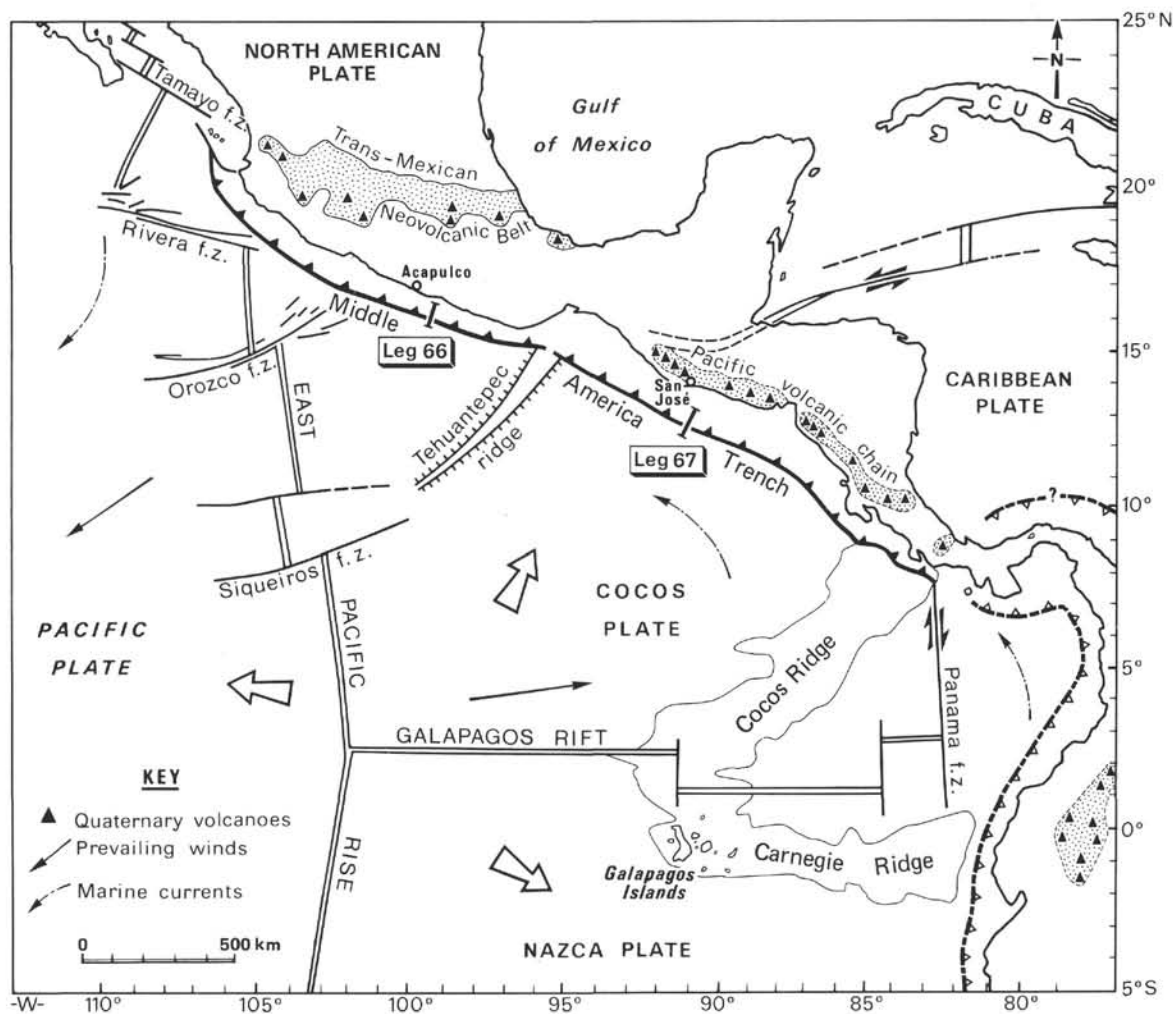 25°N
NORTH AMERICAN
PLATE
N
Tamayo f.z.
Gulf
of Mexico
CUBA
Trans-Mexican
Neovolcanic Belt
20°
Rivera f.z.
Acapulco
Middle
Leg 66
Orozco f.z.
15°
Pacific volcanic chain
CARIBBEAN
PLATE
San
José
America
EAST
Tehuantepec
ridge
Leg 67
Trench
10°
?
Siqueiros f.z.
COCOS
PLATE
PACIFIC
PLATE
PACIFIC
5°
Cocos Ridge
Panama f.z.
GALAPAGOS RIFT
KEY
Quaternary volcanoes
Prevailing winds
Marine currents
0°
RISE
Carnegie Ridge
Galapagos
Islands
0 500 km
NAZCA PLATE
5°S
-W- 110° 105° 100° 95° 90° 85° 80°